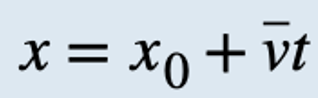 x = x₀ + v̄t